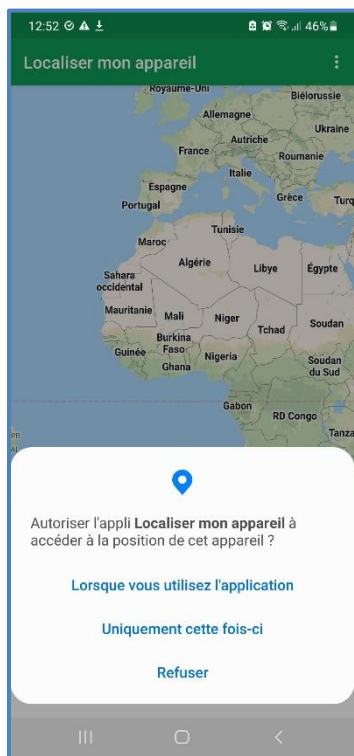 12:52 46%
Localiser mon appareil
Royaume-Uni
Biélorussie
Allemagne
Ukraine
Autriche
France
Roumanie
Italie
Espagne
Grèce
Turq
Portugal
Tunisie
Maroc
Algérie
Libye
Égypte
Sahara
occidental
Mauritanie
Mali
Niger
Tchad
Soudan
Burkina
Faso
Guinée
Nigeria
Ghana
Soudan
du Sud
Gabon
RD Congo
Tanza
Autoriser l'appli Localiser mon appareil à
accéder à la position de cet appareil ?
Lorsque vous utilisez l'application
Uniquement cette fois-ci
Refuser